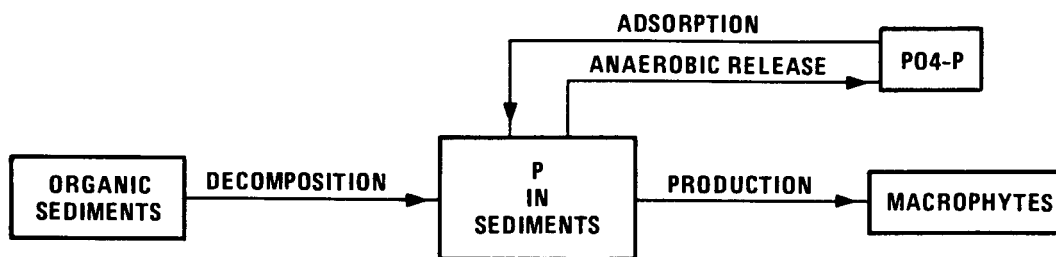 ADSORPTION
PO4-P
ANAEROBIC RELEASE
ORGANIC
SEDIMENTS
DECOMPOSITION
P
IN
SEDIMENTS
PRODUCTION
MACROPHYTES